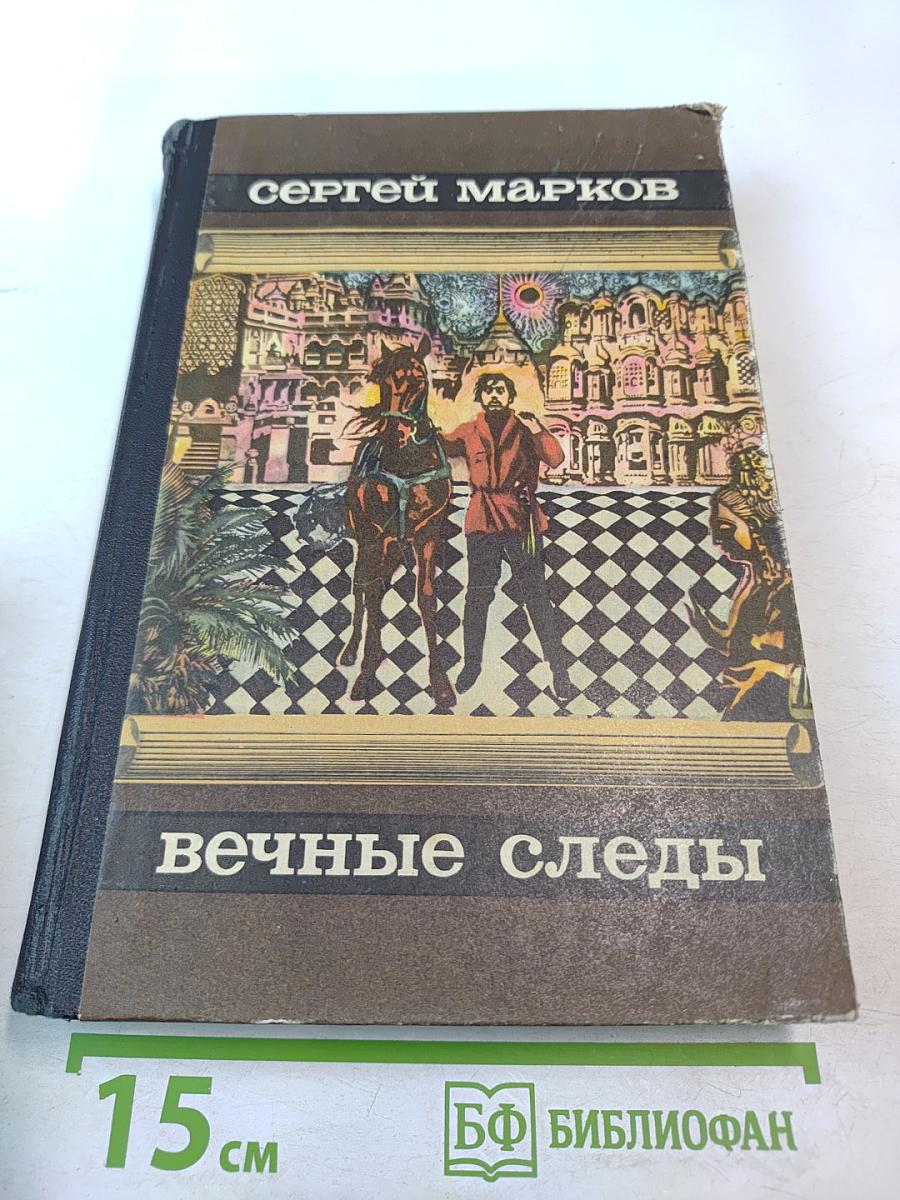 СЕРГЕЙ МАРКОВ
ВЕЧНЫЕ СЛЕДЫ
15 см
БФ БИБЛИОФАН